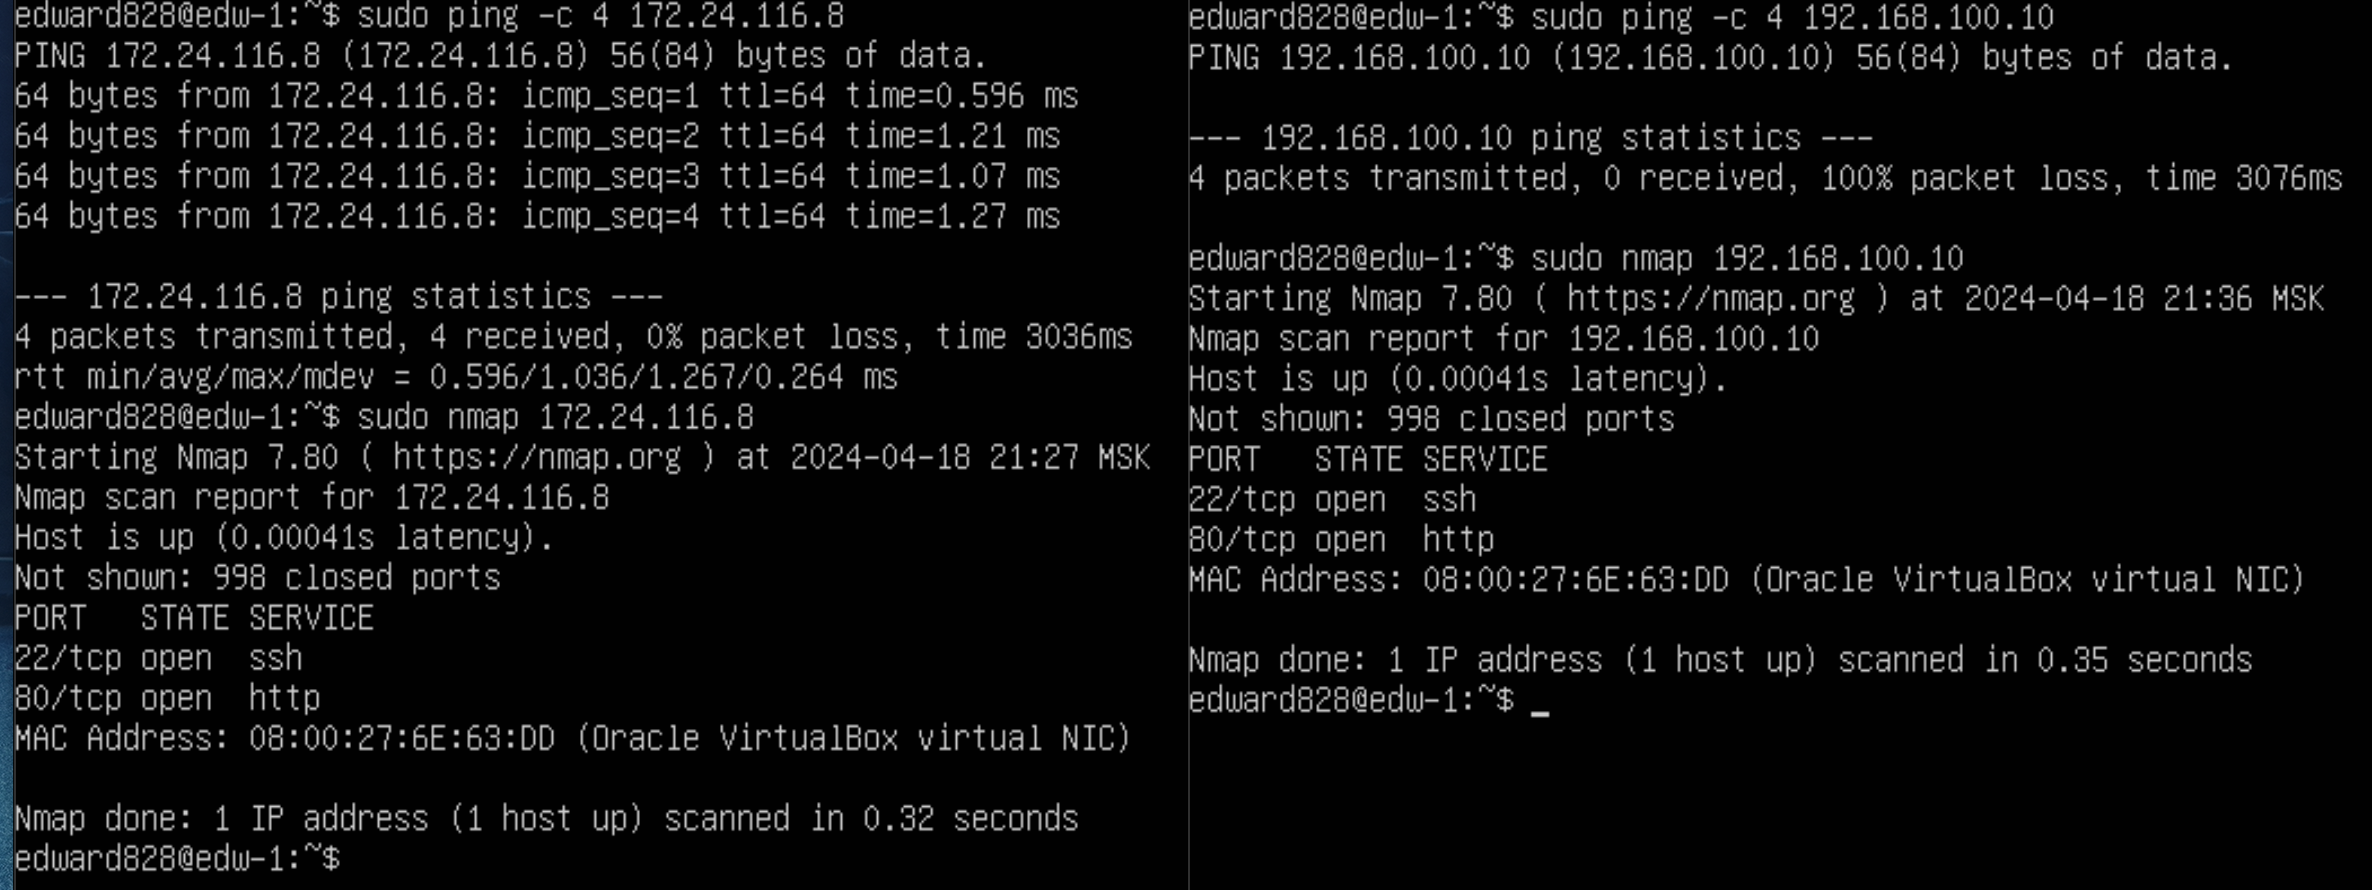 edward828@edw-1:~$ sudo ping -c 4 172.24.116.8
PING 172.24.116.8 (172.24.116.8) 56(84) bytes of data.
64 bytes from 172.24.116.8: icmp_seq=1 ttl=64 time=0.596 ms
64 bytes from 172.24.116.8: icmp_seq=2 ttl=64 time=1.21 ms
64 bytes from 172.24.116.8: icmp_seq=3 ttl=64 time=1.07 ms
64 bytes from 172.24.116.8: icmp_seq=4 ttl=64 time=1.27 ms
--- 172.24.116.8 ping statistics ---
4 packets transmitted, 4 received, 0% packet loss, time 3036ms
rtt min/avg/max/mdev = 0.596/1.036/1.267/0.264 ms
edward828@edw-1:~$ sudo nmap 172.24.116.8
Starting Nmap 7.80 ( https://nmap.org ) at 2024-04-18 21:27 MSK
Nmap scan report for 172.24.116.8
Host is up (0.00041s latency).
Not shown: 998 closed ports
PORT   STATE SERVICE
22/tcp open  ssh
80/tcp open  http
MAC Address: 08:00:27:6E:63:DD (Oracle VirtualBox virtual NIC)
Nmap done: 1 IP address (1 host up) scanned in 0.32 seconds
edward828@edw-1:~$
edward828@edw-1:~$ sudo ping -c 4 192.168.100.10
PING 192.168.100.10 (192.168.100.10) 56(84) bytes of data.
--- 192.168.100.10 ping statistics ---
4 packets transmitted, 0 received, 100% packet loss, time 3076ms
edward828@edw-1:~$ sudo nmap 192.168.100.10
Starting Nmap 7.80 ( https://nmap.org ) at 2024-04-18 21:36 MSK
Nmap scan report for 192.168.100.10
Host is up (0.00041s latency).
Not shown: 998 closed ports
PORT   STATE SERVICE
22/tcp open  ssh
80/tcp open  http
MAC Address: 08:00:27:6E:63:DD (Oracle VirtualBox virtual NIC)
Nmap done: 1 IP address (1 host up) scanned in 0.35 seconds
edward828@edw-1:~$ _